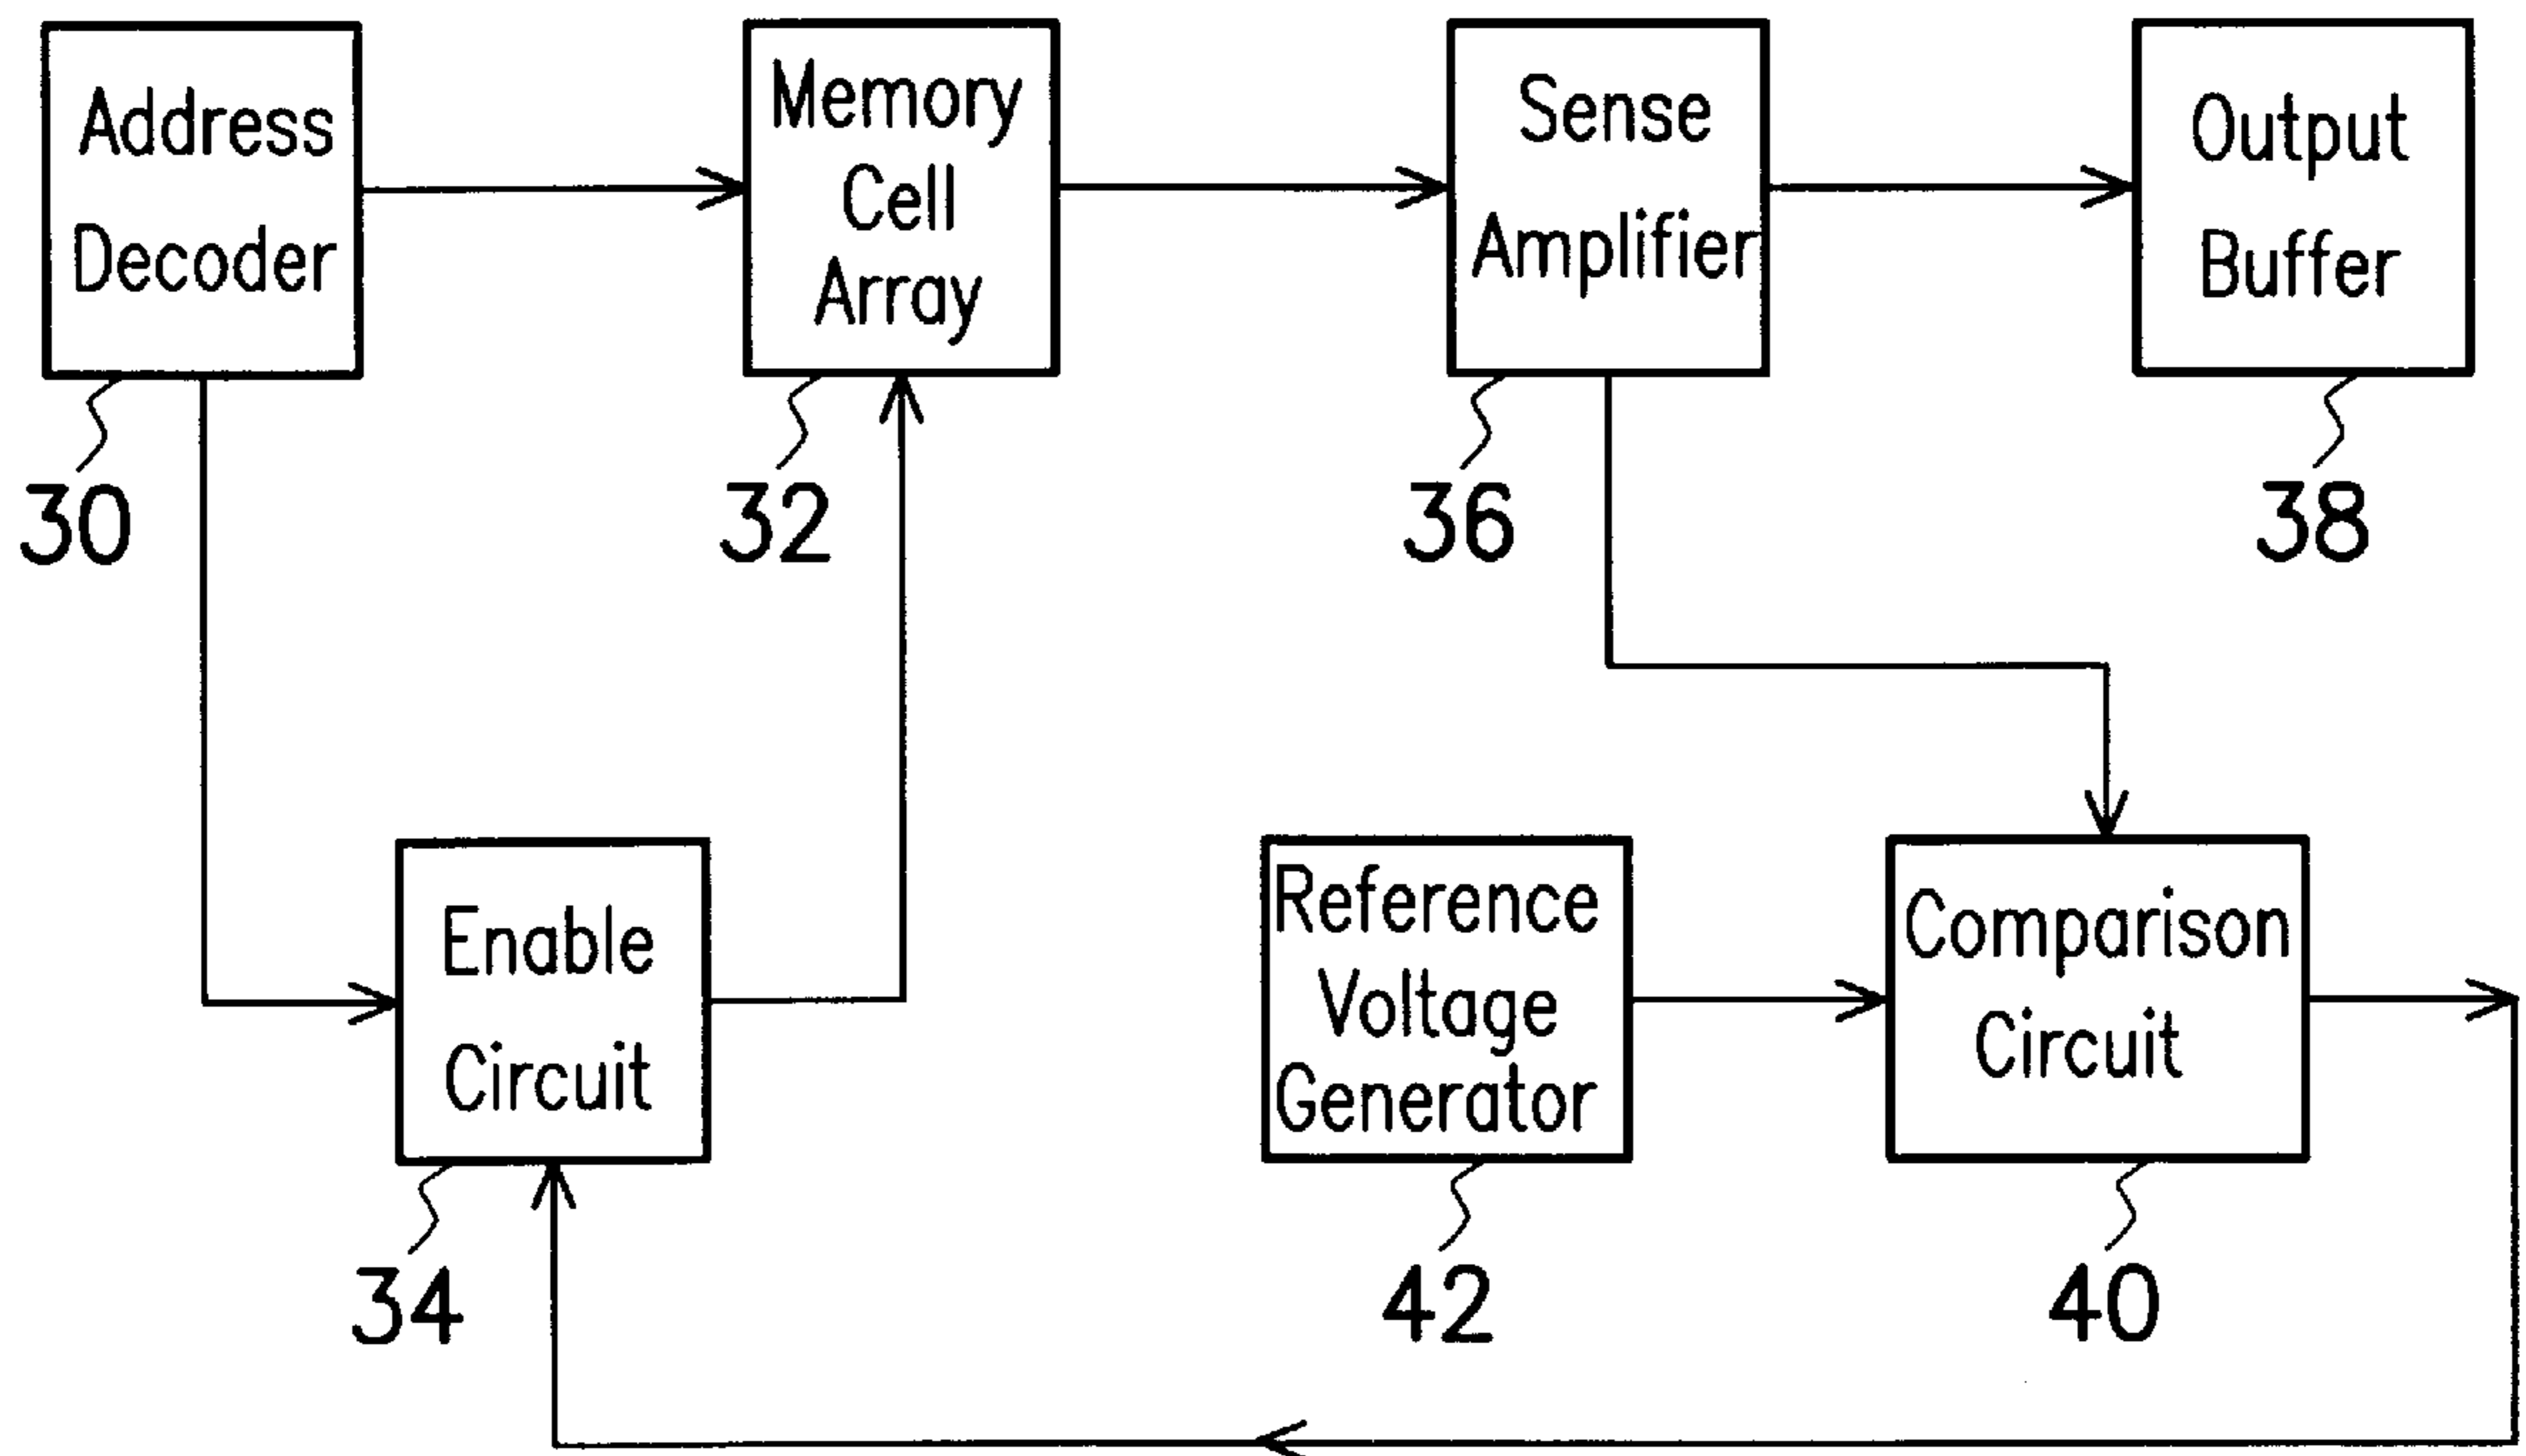 Address
Decoder
30
Memory
Cell
Array
32
Sense
Amplifier
36
Output
Buffer
38
Enable
Circuit
34
Reference
Voltage
Generator
42
Comparison
Circuit
40